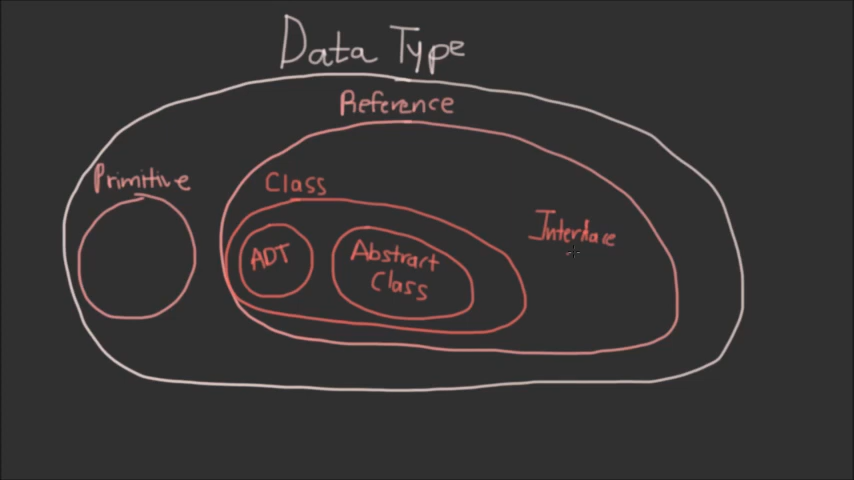 Data Type
Reference
Primitive
Class
Interface
ADT
Abstract
Class